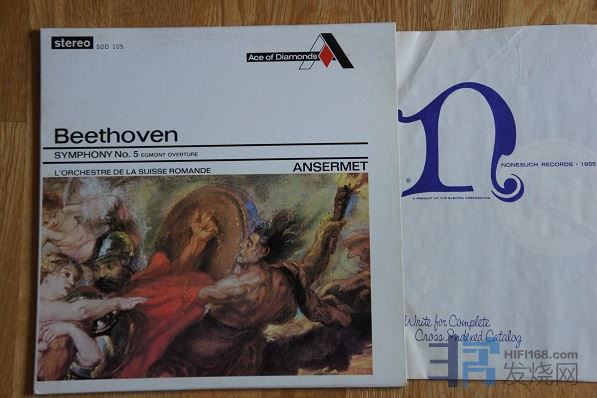 stereo SDD 105
Ace of Diamonds
Beethoven
SYMPHONY No. 5 EGMONT OVERTURE
L'ORCHESTRE DE LA SUISSE ROMANDE
ANSERMET
n
NONESUCH RECORDS • 1855
®
A PRODUCT OF THE ELEKTRA CORPORATION
Write for Complete
Cross Indexed Catalog
HIFI168.com
发烧网